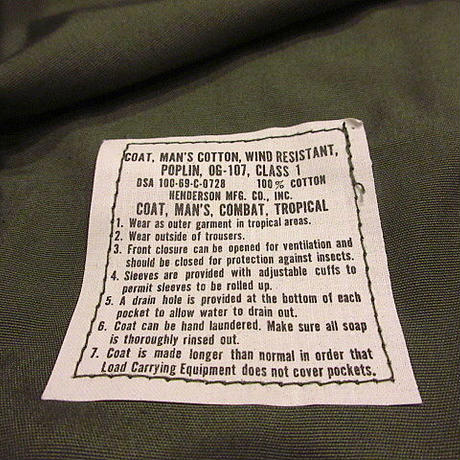 COAT, MAN'S COTTON, WIND RESISTANT,
POPLIN, OG-107, CLASS 1
DSA 100-69-C-0728 100% COTTON
HENDERSON MFG. CO., INC.
COAT, MAN'S, COMBAT, TROPICAL
1. Wear as outer garment in tropical areas.
2. Wear outside of trousers.
3. Front closure can be opened for ventilation and
should be closed for protection against insects.
4. Sleeves are provided with adjustable cuffs to
permit sleeves to be rolled up.
5. A drain hole is provided at the bottom of each
pocket to allow water to drain out.
6. Coat can be hand laundered. Make sure all soap
is thoroughly rinsed out.
7. Coat is made longer than normal in order that
Load Carrying Equipment does not cover pockets.